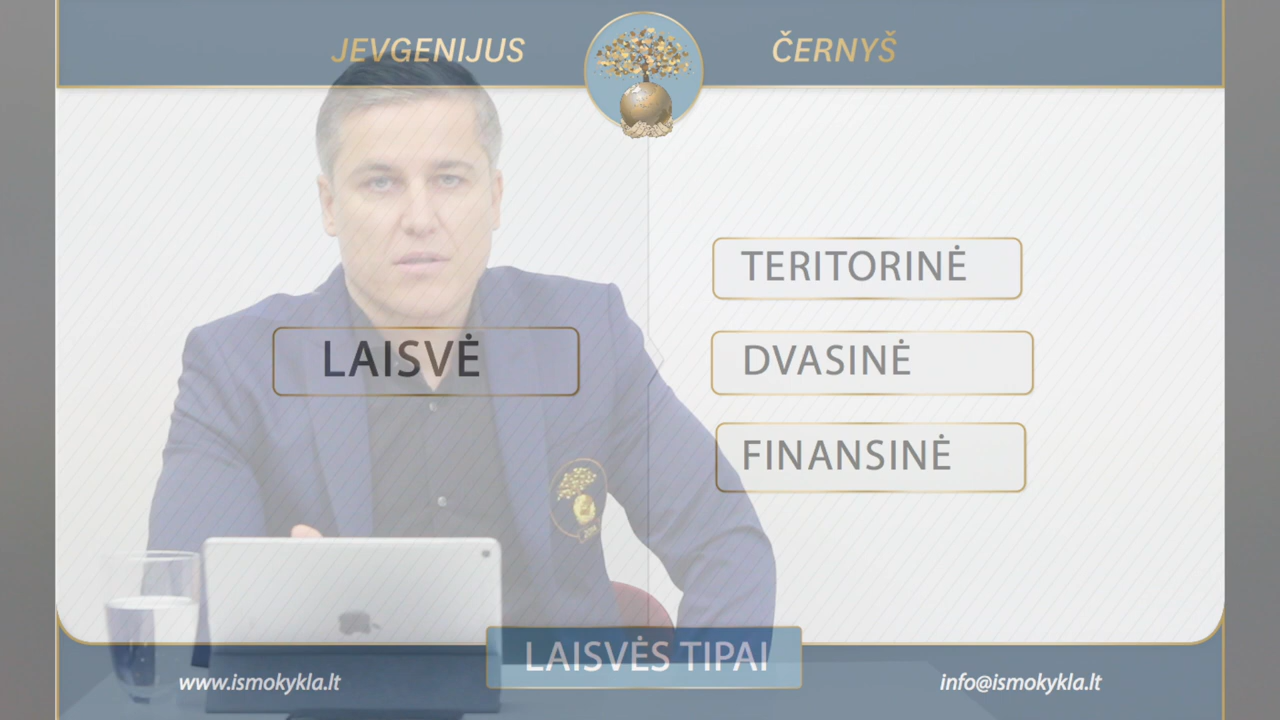 JEVGENIJUS ČERNYŠ
LAISVĖ
TERITORINĖ
DVASINĖ
FINANSINĖ
LAISVĖS TIPAI
www.ismokykla.lt
info@ismokykla.lt